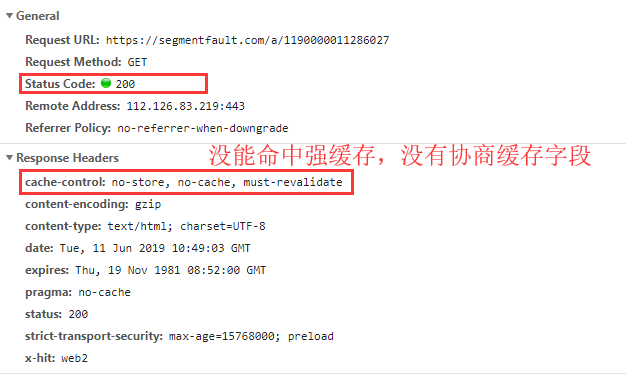 General
Request URL: https://segmentfault.com/a/1190000011286027
Request Method: GET
Status Code: 200
Remote Address: 112.126.83.219:443
Referrer Policy: no-referrer-when-downgrade
Response Headers
没能命中强缓存，没有协商缓存字段
cache-control: no-store, no-cache, must-revalidate
content-encoding: gzip
content-type: text/html; charset=UTF-8
date: Tue, 11 Jun 2019 10:49:03 GMT
expires: Thu, 19 Nov 1981 08:52:00 GMT
pragma: no-cache
status: 200
strict-transport-security: max-age=15768000; preload
x-hit: web2